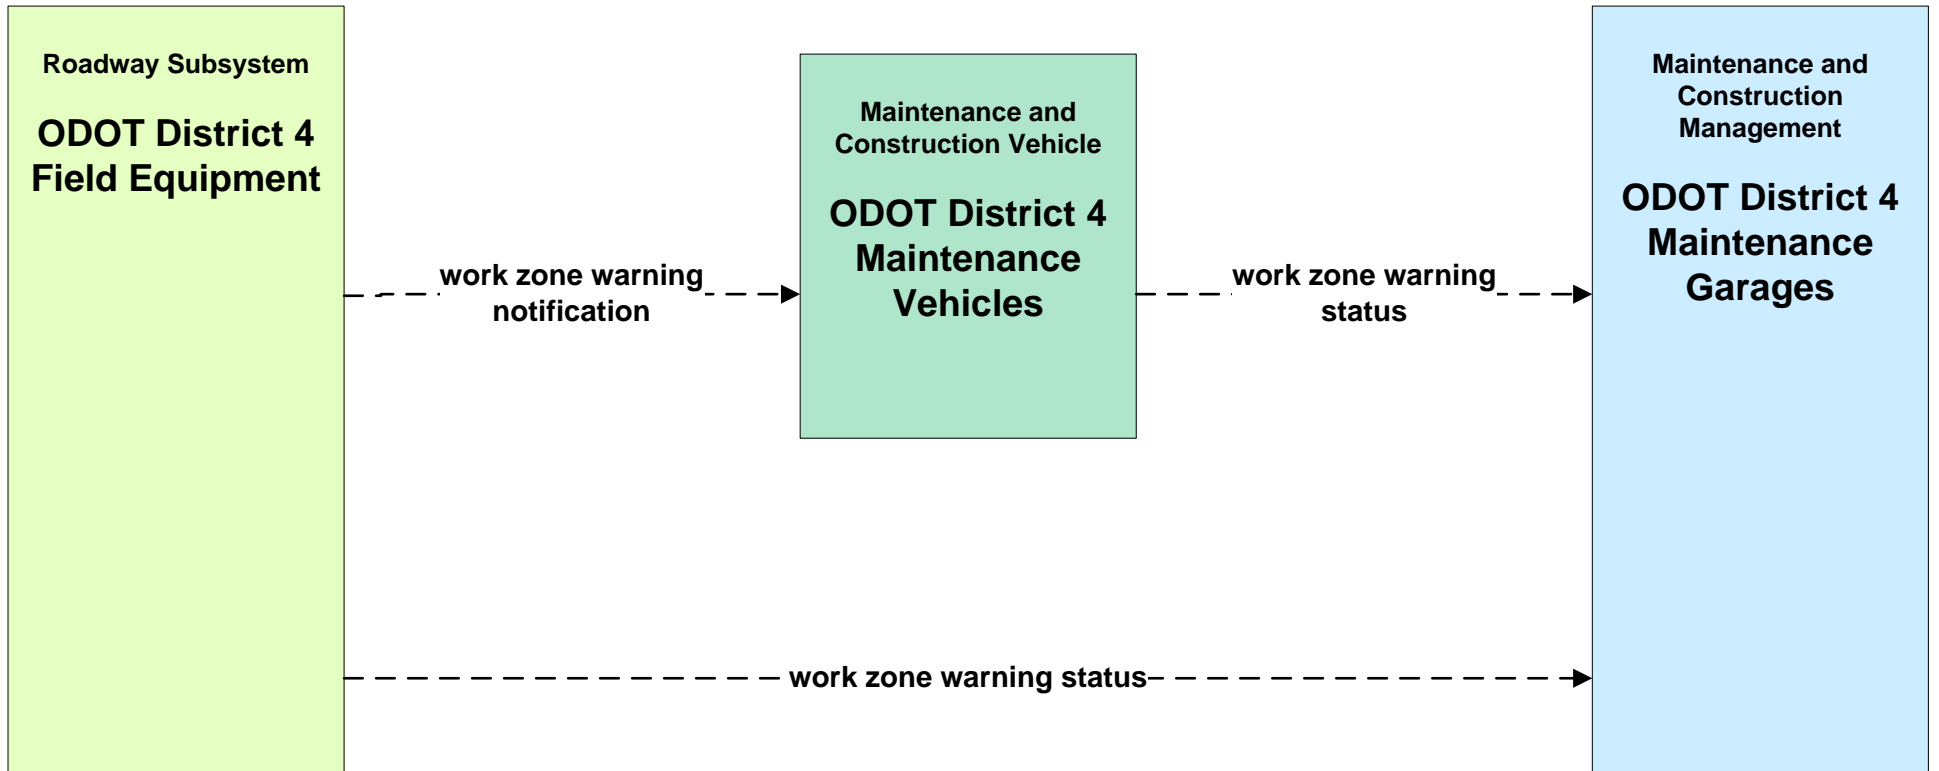 Roadway Subsystem
ODOT District 4
Field Equipment
work zone warning
notification
Maintenance and
Construction Vehicle
ODOT District 4
Maintenance
Vehicles
work zone warning
status
Maintenance and
Construction
Management
ODOT District 4
Maintenance
Garages
work zone warning status